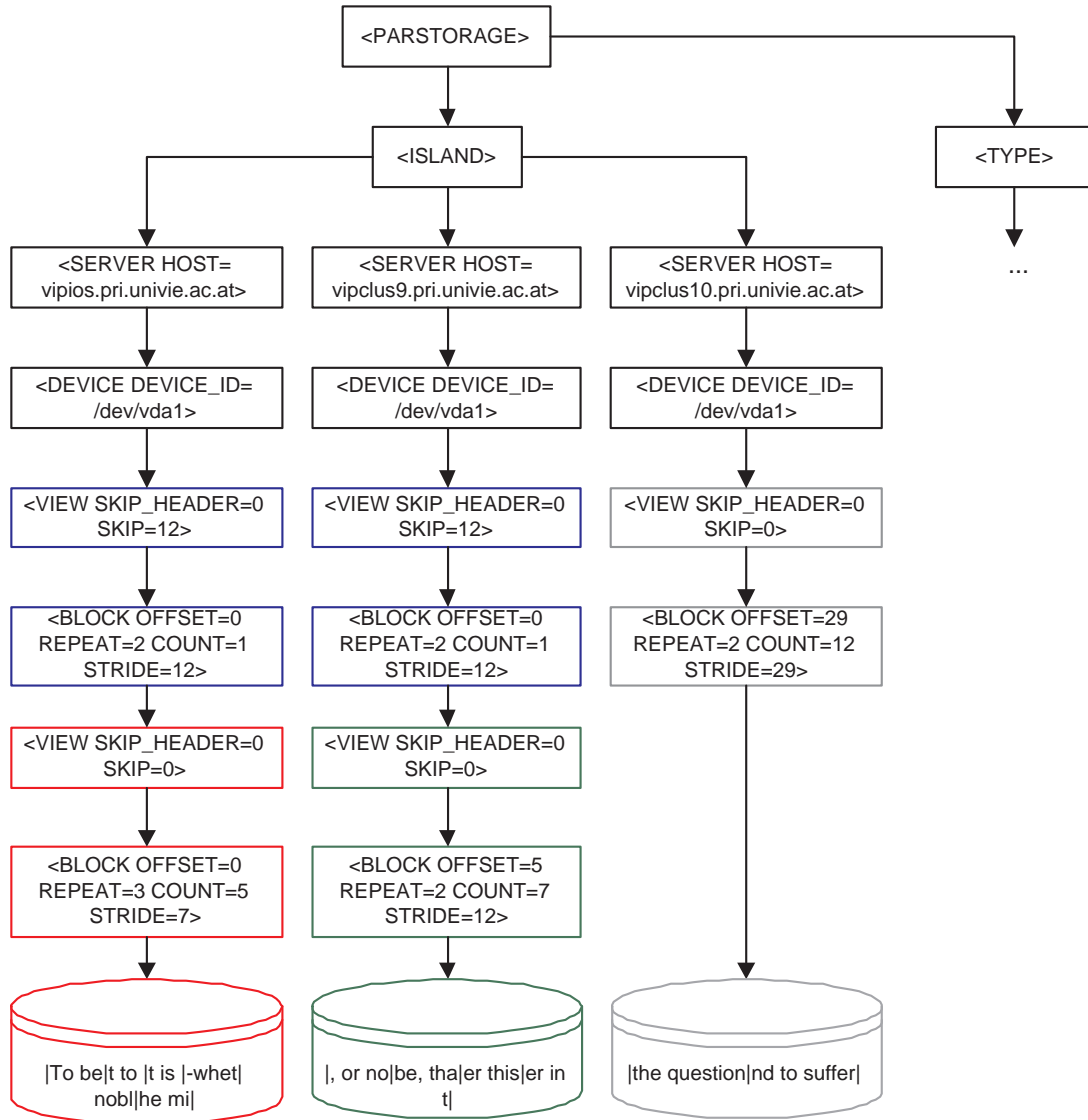 <PARSTORAGE>
<ISLAND>
<TYPE>
<SERVER HOST=
vipios.pri.univie.ac.at>
<SERVER HOST=
vipclus9.pri.univie.ac.at>
<SERVER HOST=
vipclus10.pri.univie.ac.at>
...
<DEVICE DEVICE_ID=
/dev/vda1>
<DEVICE DEVICE_ID=
/dev/vda1>
<DEVICE DEVICE_ID=
/dev/vda1>
<VIEW SKIP_HEADER=0
SKIP=12>
<VIEW SKIP_HEADER=0
SKIP=12>
<VIEW SKIP_HEADER=0
SKIP=0>
<BLOCK OFFSET=0
REPEAT=2 COUNT=1
STRIDE=12>
<BLOCK OFFSET=0
REPEAT=2 COUNT=1
STRIDE=12>
<BLOCK OFFSET=29
REPEAT=2 COUNT=12
STRIDE=29>
<VIEW SKIP_HEADER=0
SKIP=0>
<VIEW SKIP_HEADER=0
SKIP=0>
<BLOCK OFFSET=0
REPEAT=3 COUNT=5
STRIDE=7>
<BLOCK OFFSET=5
REPEAT=2 COUNT=7
STRIDE=12>
|To be|t to |t is |-whet|
nobl|he mi|
|, or no|be, tha|er this|er in
t|
|the question|nd to suffer|